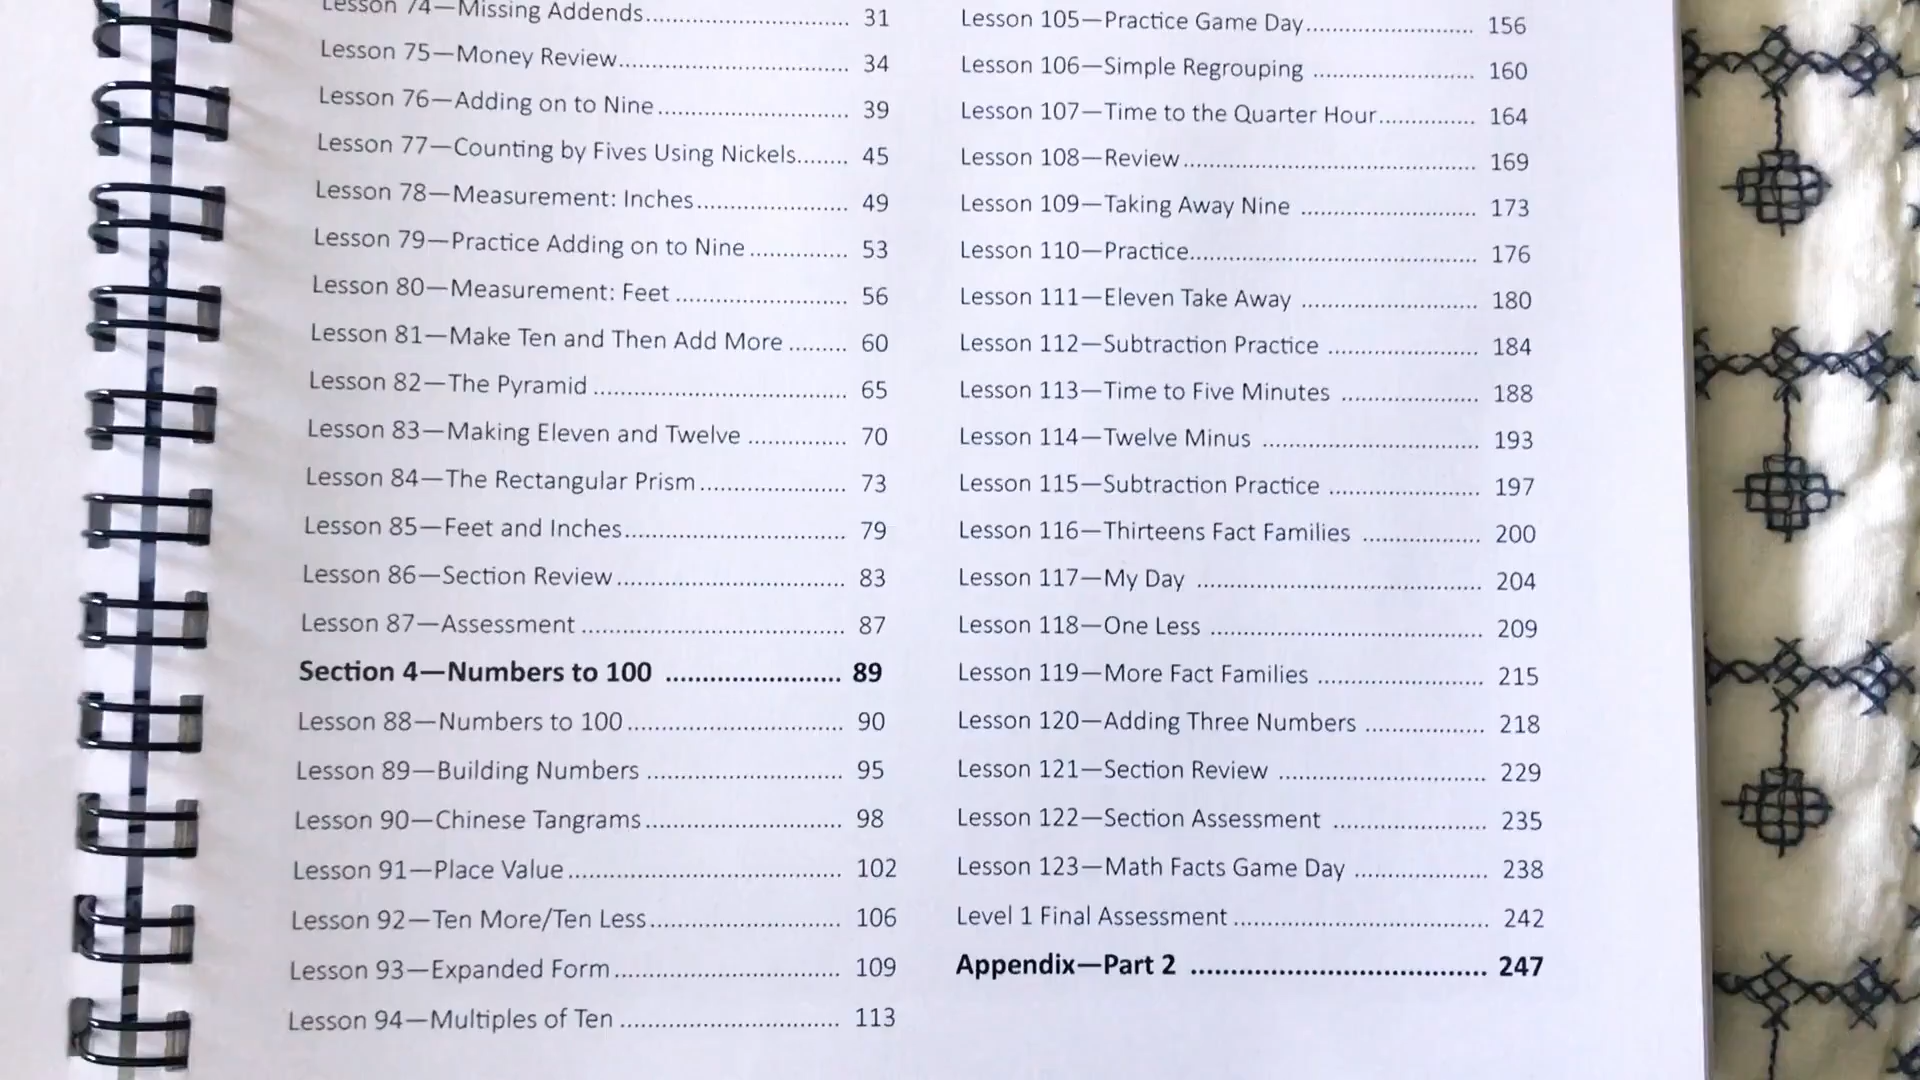 Lesson 74—Missing Addends 31
Lesson 75—Money Review 34
Lesson 76—Adding on to Nine 39
Lesson 77—Counting by Fives Using Nickels 45
Lesson 78—Measurement: Inches 49
Lesson 79—Practice Adding on to Nine 53
Lesson 80—Measurement: Feet 56
Lesson 81—Make Ten and Then Add More 60
Lesson 82—The Pyramid 65
Lesson 83—Making Eleven and Twelve 70
Lesson 84—The Rectangular Prism 73
Lesson 85—Feet and Inches 79
Lesson 86—Section Review 83
Lesson 87—Assessment 87
Section 4—Numbers to 100 89
Lesson 88—Numbers to 100 90
Lesson 89—Building Numbers 95
Lesson 90—Chinese Tangrams 98
Lesson 91—Place Value 102
Lesson 92—Ten More/Ten Less 106
Lesson 93—Expanded Form 109
Lesson 94—Multiples of Ten 113
Lesson 105—Practice Game Day 156
Lesson 106—Simple Regrouping 160
Lesson 107—Time to the Quarter Hour 164
Lesson 108—Review 169
Lesson 109—Taking Away Nine 173
Lesson 110—Practice 176
Lesson 111—Eleven Take Away 180
Lesson 112—Subtraction Practice 184
Lesson 113—Time to Five Minutes 188
Lesson 114—Twelve Minus 193
Lesson 115—Subtraction Practice 197
Lesson 116—Thirteens Fact Families 200
Lesson 117—My Day 204
Lesson 118—One Less 209
Lesson 119—More Fact Families 215
Lesson 120—Adding Three Numbers 218
Lesson 121—Section Review 229
Lesson 122—Section Assessment 235
Lesson 123—Math Facts Game Day 238
Level 1 Final Assessment 242
Appendix—Part 2 247